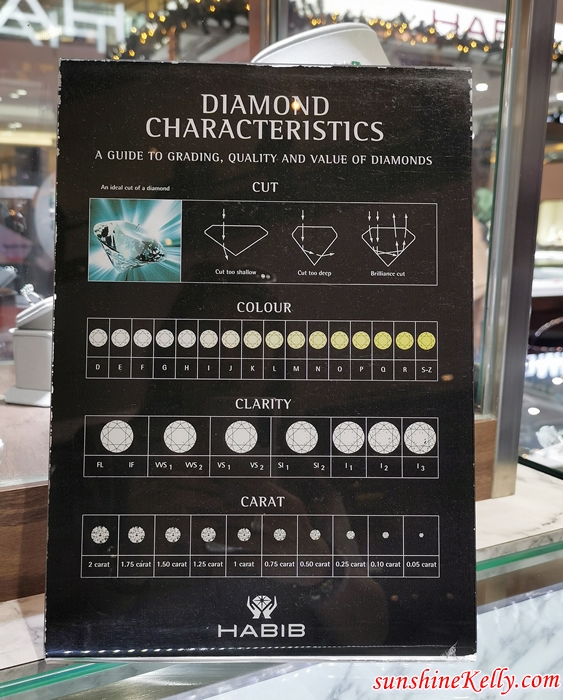 DIAMOND
CHARACTERISTICS
A GUIDE TO GRADING, QUALITY AND VALUE OF DIAMONDS
CUT
An ideal cut of a diamond
Cut too shallow
Cut too deep
Brilliance cut
COLOUR
D E F G H I J K L M N O P Q R S-Z
CLARITY
FL IF VVS 1 VVS 2 VS 1 VS 2 SI 1 SI 2 I 1 I 2 I 3
CARAT
2 carat 1.75 carat 1.50 carat 1.25 carat 1 carat 0.75 carat 0.50 carat 0.25 carat 0.10 carat 0.05 carat
HABIB
sunshineKelly.com